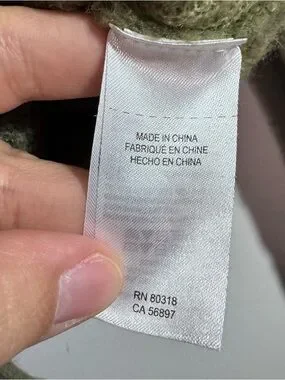 MADE IN CHINA
FABRIQUÉ EN CHINE
HECHO EN CHINA
RN 80318
CA 56897